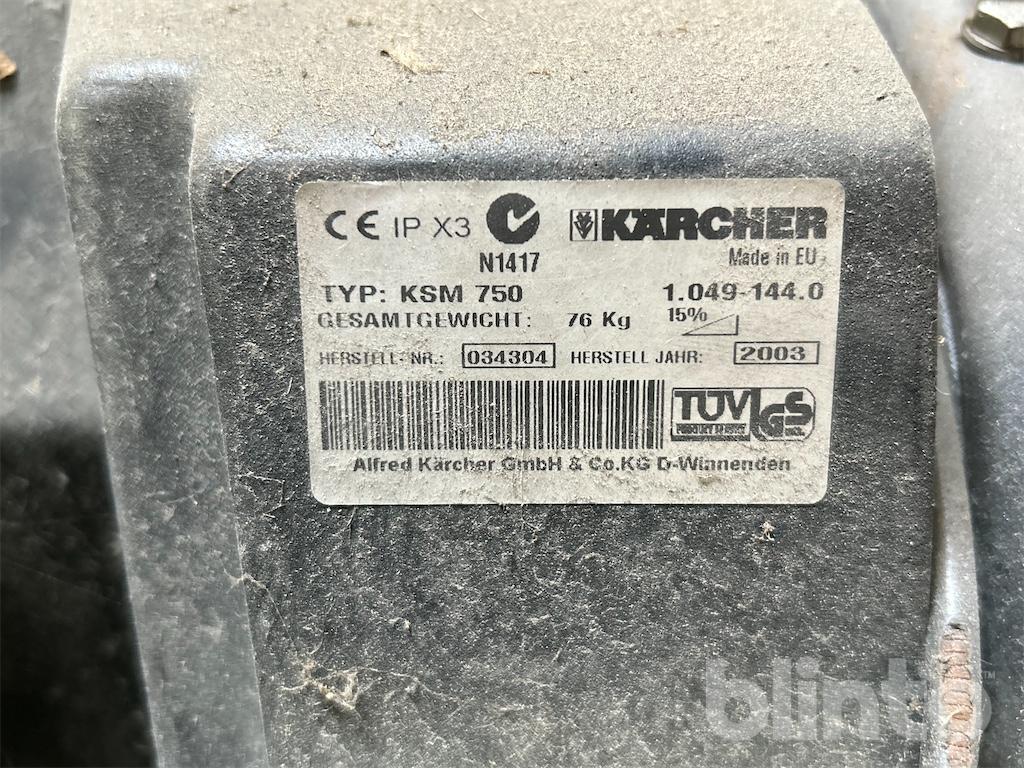 CE IP X3 KÄRCHER
N1417 Made in EU
TYP: KSM 750 1.049-144.0
GESAMTGEWICHT: 76 Kg 15%
HERSTELL- NR.: 034304 HERSTELL JAHR: 2003
TÜV GS
Alfred Kärcher GmbH & Co.KG D-Winnenden
blinto